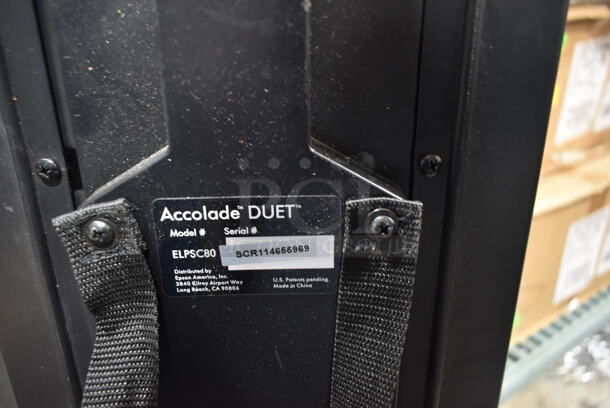 Accolade™ DUET™
Model # Serial #
ELPSC80 SCR114655969
Distributed by
Epson America, Inc.
3840 Kilroy Airport Way
Long Beach, CA 90806
U.S. Patents pending
Made in China